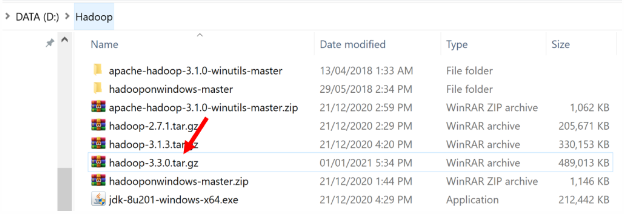 DATA (D:) > Hadoop
Name Date modified Type Size
apache-hadoop-3.1.0-winutils-master 13/04/2018 1:33 AM File folder
hadooponwindows-master 29/05/2018 2:34 PM File folder
apache-hadoop-3.1.0-winutils-master.zip 21/12/2020 2:59 PM WinRAR ZIP archive 1,062 KB
hadoop-2.7.1.tar.gz 21/12/2020 2:29 PM WinRAR archive 205,671 KB
hadoop-3.1.3.tar.gz 21/12/2020 4:20 PM WinRAR archive 330,153 KB
hadoop-3.3.0.tar.gz 01/01/2021 5:34 PM WinRAR archive 489,013 KB
hadooponwindows-master.zip 21/12/2020 1:44 PM WinRAR ZIP archive 1,146 KB
jdk-8u201-windows-x64.exe 21/12/2020 4:29 PM Application 212,442 KB